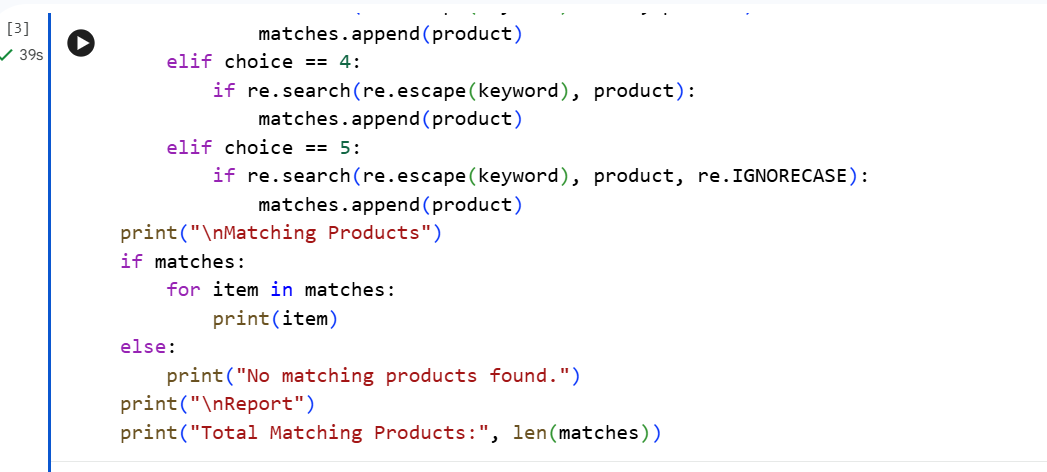 [3]
39s
            matches.append(product)
    elif choice == 4:
        if re.search(re.escape(keyword), product):
            matches.append(product)
    elif choice == 5:
        if re.search(re.escape(keyword), product, re.IGNORECASE):
            matches.append(product)
print("\nMatching Products")
if matches:
    for item in matches:
        print(item)
else:
    print("No matching products found.")
print("\nReport")
print("Total Matching Products:", len(matches))